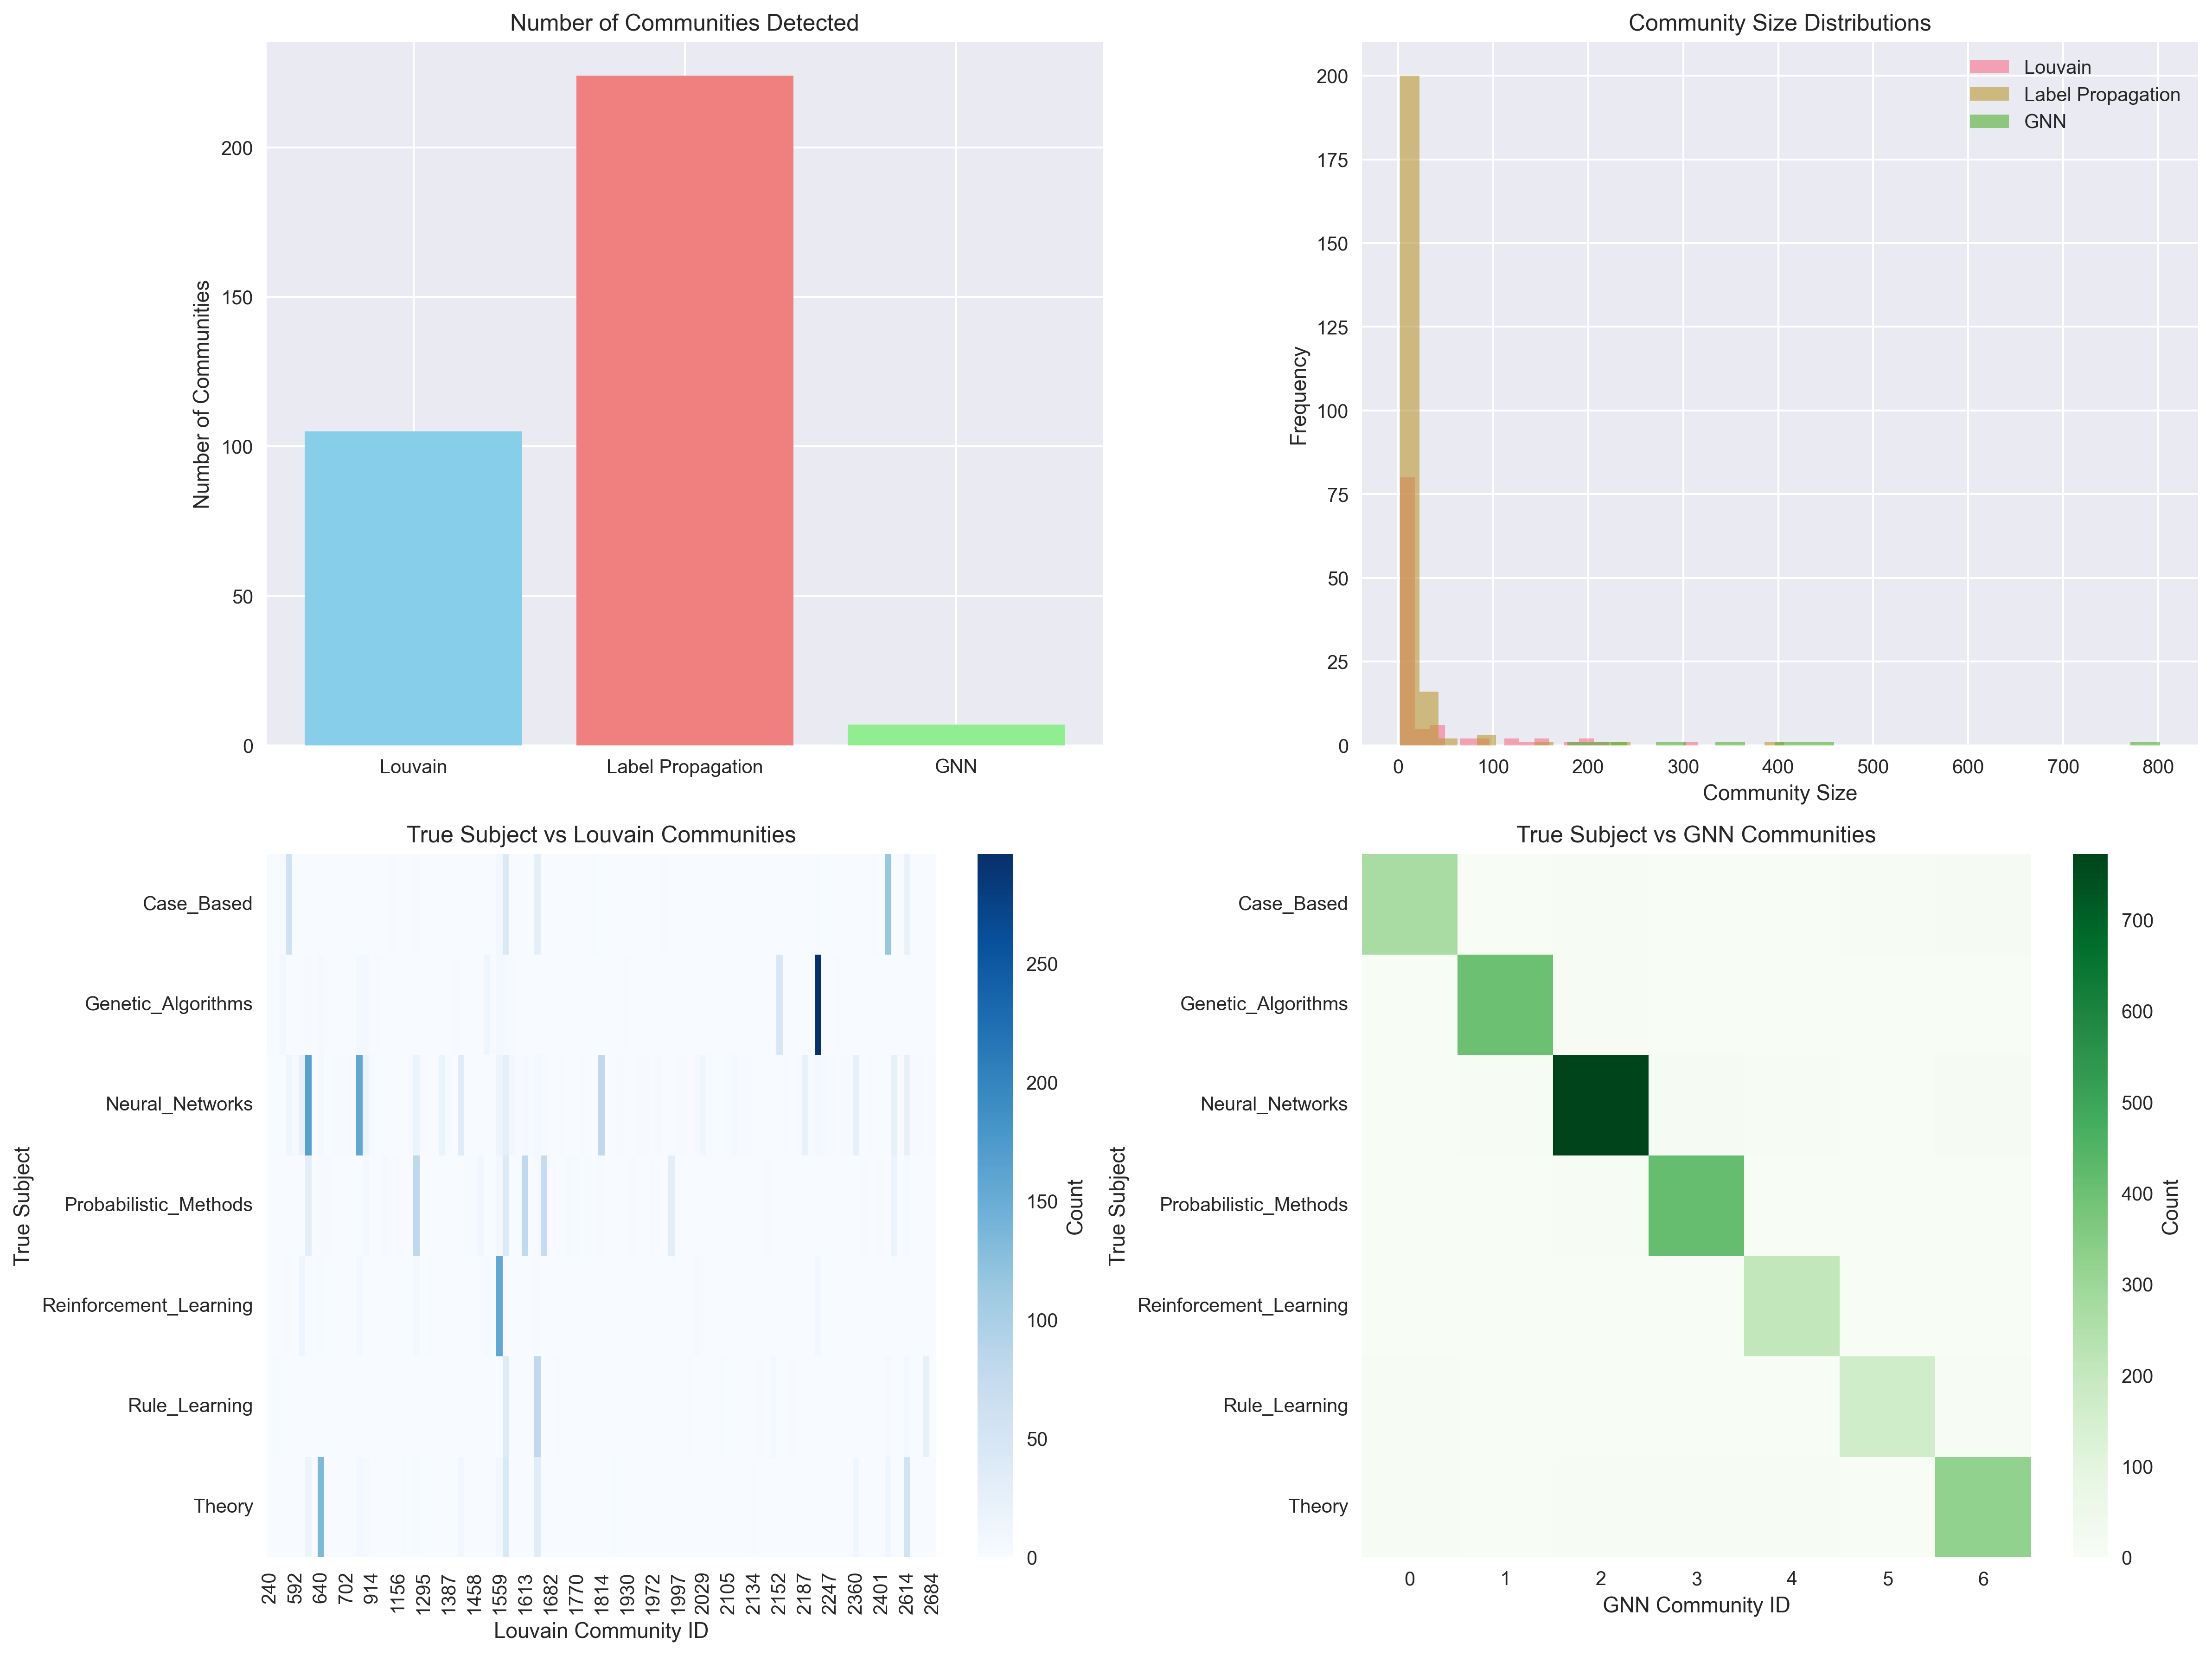 Number of Communities Detected
Number of Communities
200
150
100
50
0
Louvain
Label Propagation
GNN
Community Size Distributions
Louvain
Label Propagation
GNN
Frequency
200
175
150
125
100
75
50
25
0
0 100 200 300 400 500 600 700 800
Community Size
True Subject vs Louvain Communities
True Subject
Case_Based
Genetic_Algorithms
Neural_Networks
Probabilistic_Methods
Reinforcement_Learning
Rule_Learning
Theory
240 592 640 702 914 1156 1295 1387 1458 1559 1613 1682 1770 1814 1930 1972 1997 2029 2105 2134 2152 2187 2247 2360 2401 2614 2684
Louvain Community ID
250
200
150
100
50
0
Count
True Subject vs GNN Communities
True Subject
Case_Based
Genetic_Algorithms
Neural_Networks
Probabilistic_Methods
Reinforcement_Learning
Rule_Learning
Theory
0 1 2 3 4 5 6
GNN Community ID
700
600
500
400
300
200
100
0
Count